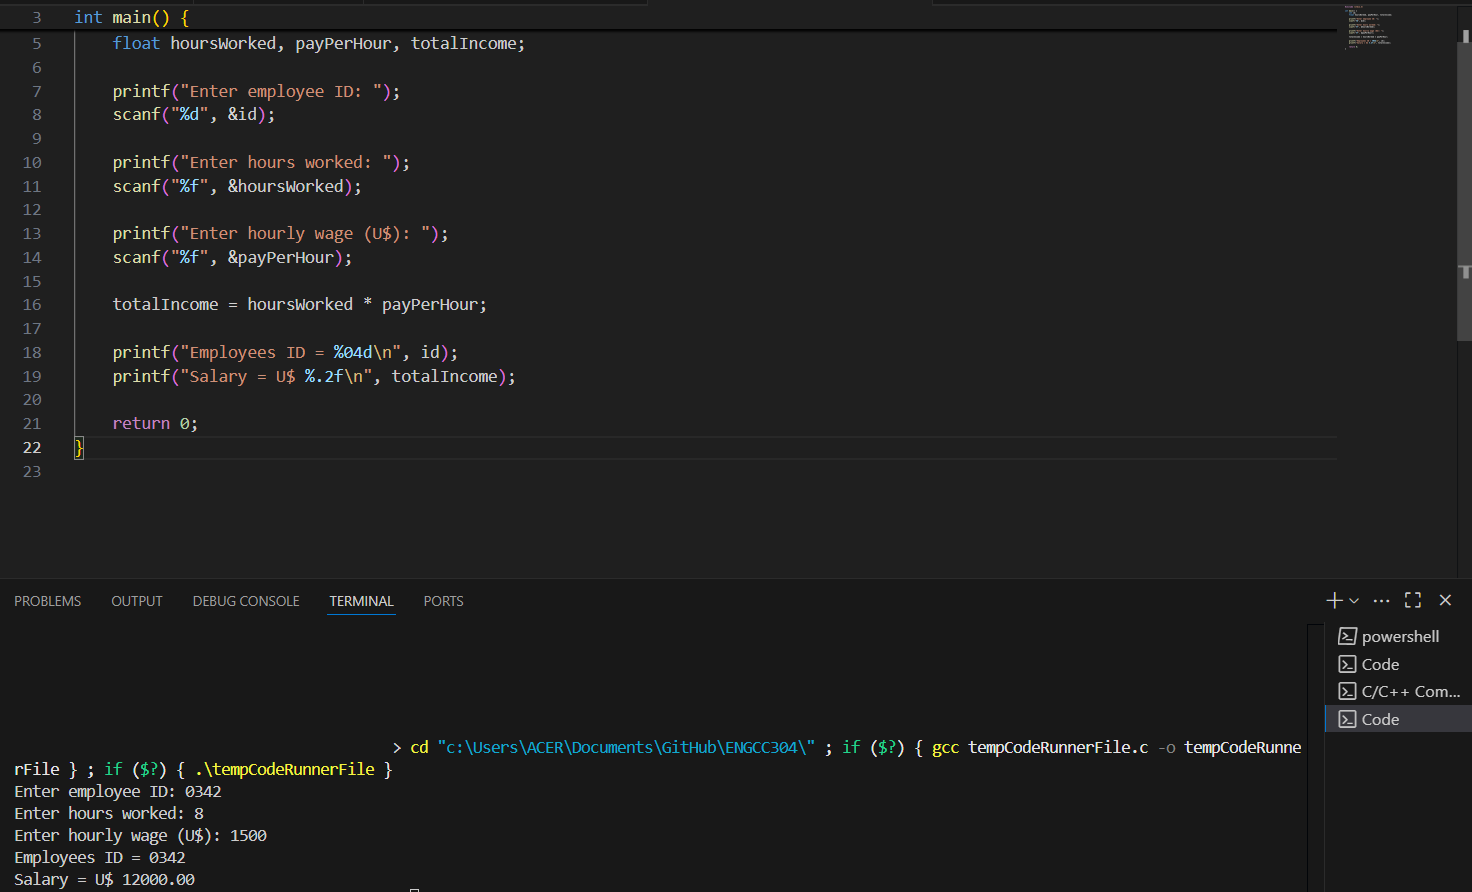 3 int main() {
5 float hoursWorked, payPerHour, totalIncome;
6
7 printf("Enter employee ID: ");
8 scanf("%d", &id);
9
10 printf("Enter hours worked: ");
11 scanf("%f", &hoursWorked);
12
13 printf("Enter hourly wage (U$): ");
14 scanf("%f", &payPerHour);
15
16 totalIncome = hoursWorked * payPerHour;
17
18 printf("Employees ID = %04d\n", id);
19 printf("Salary = U$ %.2f\n", totalIncome);
20
21 return 0;
22 }
23
PROBLEMS OUTPUT DEBUG CONSOLE TERMINAL PORTS
powershell
Code
C/C++ Com...
Code
> cd "c:\Users\ACER\Documents\GitHub\ENGCC304\" ; if ($?) { gcc tempCodeRunnerFile.c -o tempCodeRunne
rFile } ; if ($?) { .\tempCodeRunnerFile }
Enter employee ID: 0342
Enter hours worked: 8
Enter hourly wage (U$): 1500
Employees ID = 0342
Salary = U$ 12000.00